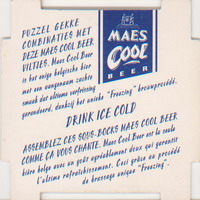 PUZZEL GEKKE
COMBINATIES MET
DEZE MAES COOL BEER
VILTJES. Maes Cool Beer
is het enige belgische bier
met een aangenaam zachte
smaak dat ultieme verfrissing
garandeerd, dankzij het unieke "Freezing" brouwprocédé.
MAES
Cool
BEER
DRINK ICE COLD
ASSEMBLEZ CES SOUS-BOCKS MAES COOL BEER
COMME ÇA VOUS CHANTE. Maes Cool Beer est la seule
bière belge avec un goût agréablement doux qui garantit
l'ultime rafraîchissement. Ceci grâce au procédé
de brassage unique "Freezing".